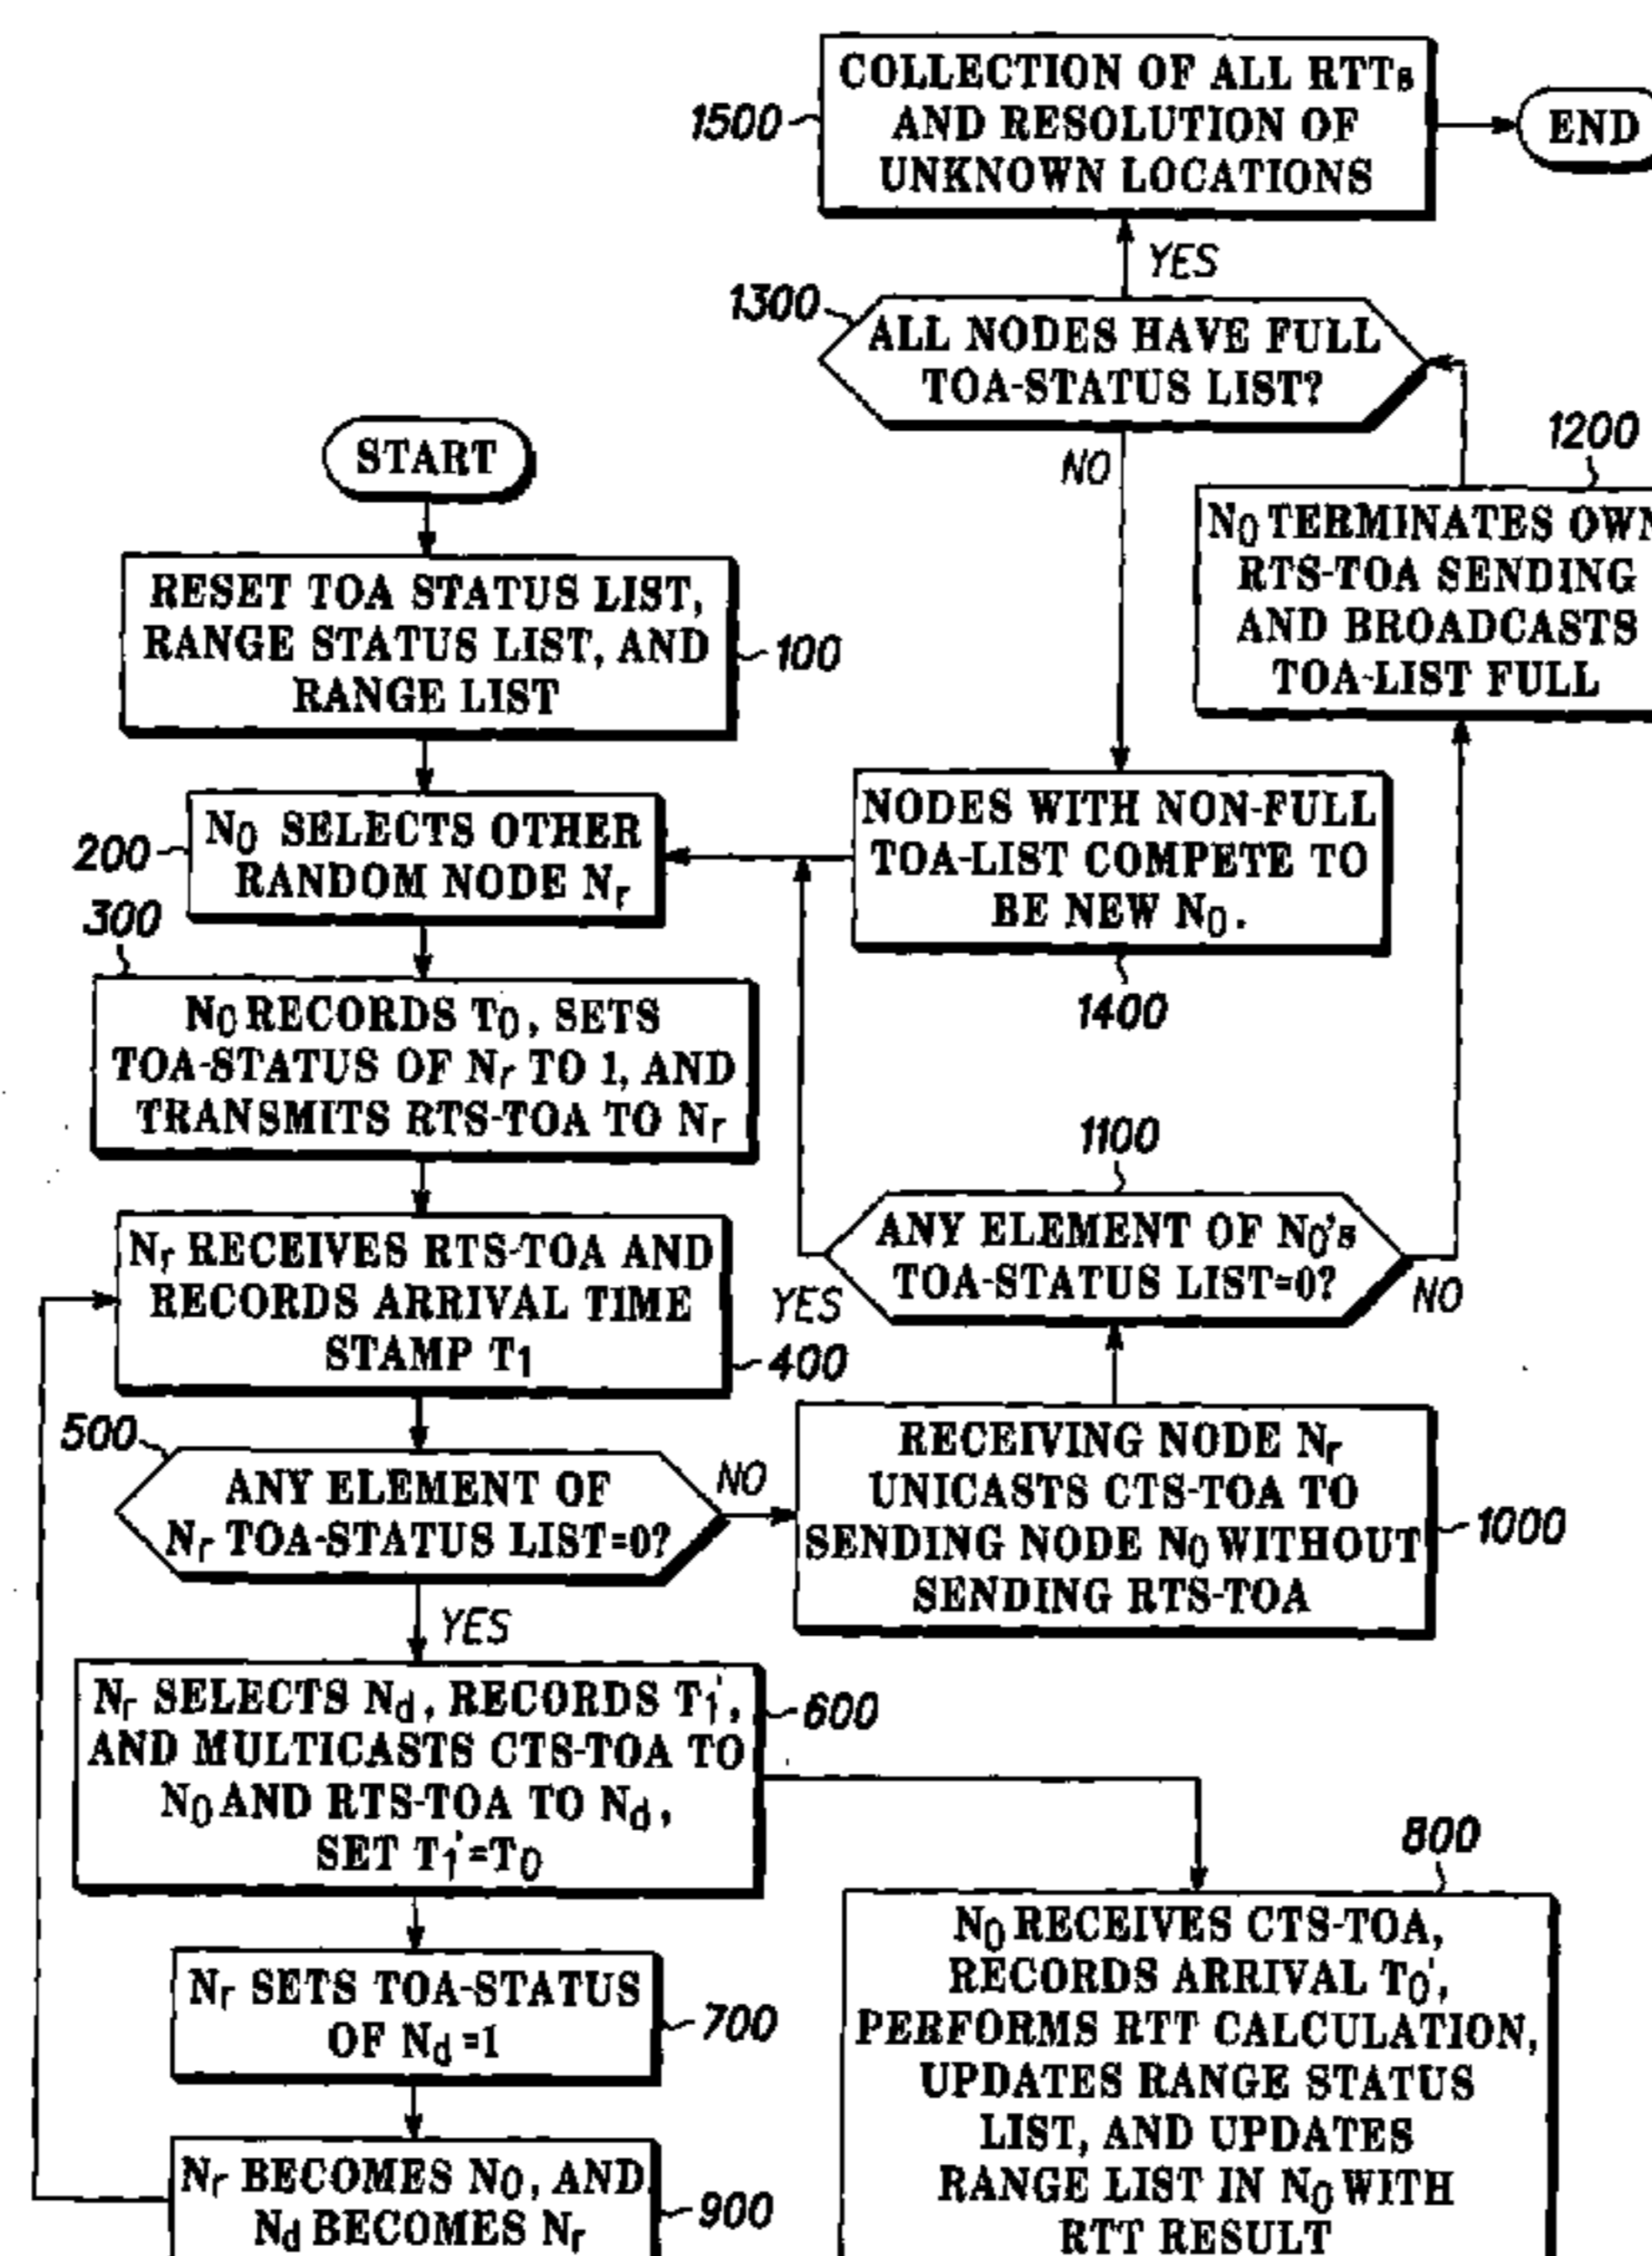 COLLECTION OF ALL RTTs
AND RESOLUTION OF
UNKNOWN LOCATIONS
1500
END
YES
1300
ALL NODES HAVE FULL
TOA-STATUS LIST?
NO
1200
N0 TERMINATES OWN
RTS-TOA SENDING
AND BROADCASTS
TOA-LIST FULL
START
RESET TOA STATUS LIST,
RANGE STATUS LIST, AND
RANGE LIST
100
200
N0 SELECTS OTHER
RANDOM NODE Nr
NODES WITH NON-FULL
TOA-LIST COMPETE TO
BE NEW N0.
1400
300
N0 RECORDS T0, SETS
TOA-STATUS OF Nr TO 1, AND
TRANSMITS RTS-TOA TO Nr
1100
ANY ELEMENT OF N0's
TOA-STATUS LIST=0?
YES
NO
Nr RECEIVES RTS-TOA AND
RECORDS ARRIVAL TIME
STAMP T1
400
500
ANY ELEMENT OF
Nr TOA-STATUS LIST=0?
NO
RECEIVING NODE Nr
UNICASTS CTS-TOA TO
SENDING NODE N0 WITHOUT
SENDING RTS-TOA
1000
YES
Nr SELECTS Nd, RECORDS T1',
AND MULTICASTS CTS-TOA TO
N0 AND RTS-TOA TO Nd,
SET T1'=T0
600
800
N0 RECEIVES CTS-TOA,
RECORDS ARRIVAL T0',
PERFORMS RTT CALCULATION,
UPDATES RANGE STATUS
LIST, AND UPDATES
RANGE LIST IN N0 WITH
RTT RESULT
Nr SETS TOA-STATUS
OF Nd=1
700
Nr BECOMES N0, AND
Nd BECOMES Nr
900